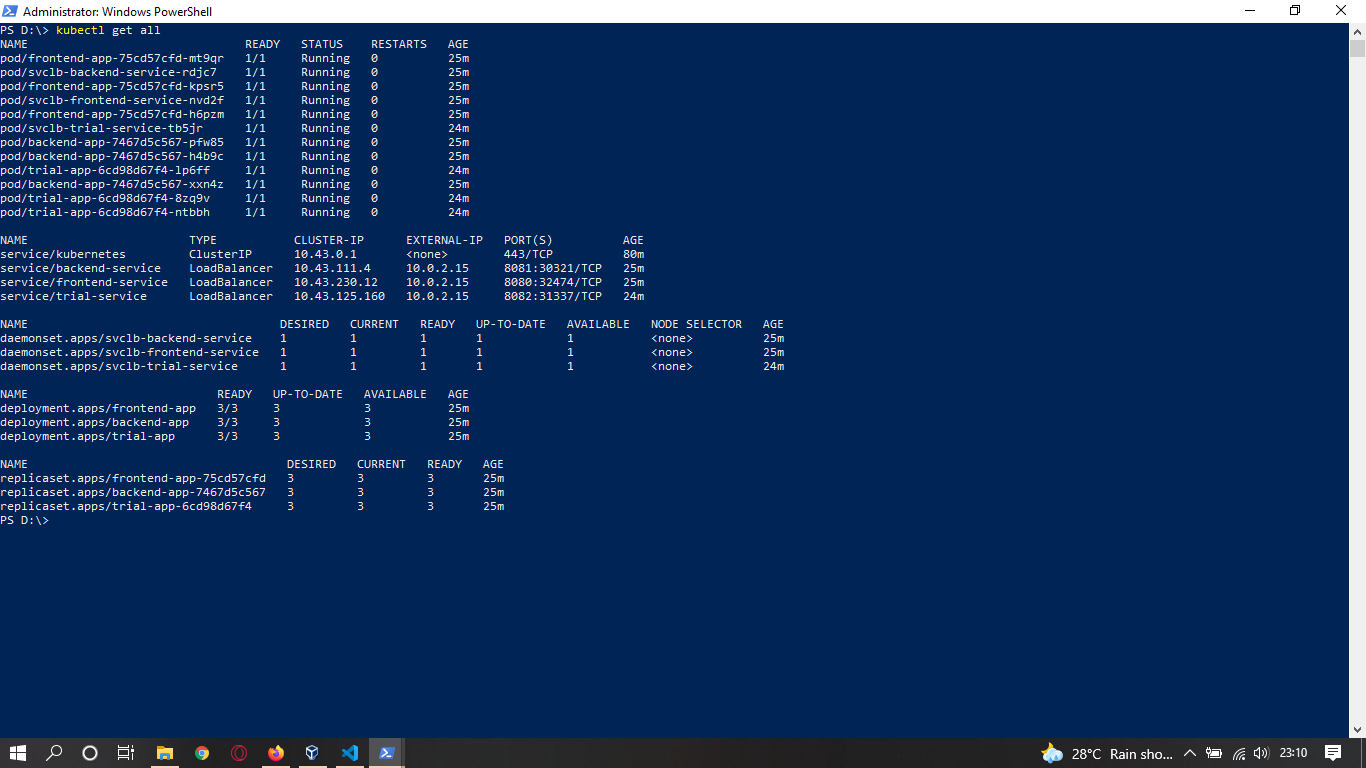 Administrator: Windows PowerShell
PS D:\> kubectl get all
NAME READY STATUS RESTARTS AGE
pod/frontend-app-75cd57cfd-mt9qr 1/1 Running 0 25m
pod/svclb-backend-service-rdjc7 1/1 Running 0 25m
pod/frontend-app-75cd57cfd-kpsr5 1/1 Running 0 25m
pod/svclb-frontend-service-nvd2f 1/1 Running 0 25m
pod/frontend-app-75cd57cfd-h6pzm 1/1 Running 0 25m
pod/svclb-trial-service-tb5jr 1/1 Running 0 24m
pod/backend-app-7467d5c567-pfw85 1/1 Running 0 25m
pod/backend-app-7467d5c567-h4b9c 1/1 Running 0 25m
pod/trial-app-6cd98d67f4-lp6ff 1/1 Running 0 24m
pod/backend-app-7467d5c567-xxn4z 1/1 Running 0 25m
pod/trial-app-6cd98d67f4-8zq9v 1/1 Running 0 24m
pod/trial-app-6cd98d67f4-ntbbh 1/1 Running 0 24m
NAME TYPE CLUSTER-IP EXTERNAL-IP PORT(S) AGE
service/kubernetes ClusterIP 10.43.0.1 <none> 443/TCP 80m
service/backend-service LoadBalancer 10.43.111.4 10.0.2.15 8081:30321/TCP 25m
service/frontend-service LoadBalancer 10.43.230.12 10.0.2.15 8080:32474/TCP 25m
service/trial-service LoadBalancer 10.43.125.160 10.0.2.15 8082:31337/TCP 24m
NAME DESIRED CURRENT READY UP-TO-DATE AVAILABLE NODE SELECTOR AGE
daemonset.apps/svclb-backend-service 1 1 1 1 1 <none> 25m
daemonset.apps/svclb-frontend-service 1 1 1 1 1 <none> 25m
daemonset.apps/svclb-trial-service 1 1 1 1 1 <none> 24m
NAME READY UP-TO-DATE AVAILABLE AGE
deployment.apps/frontend-app 3/3 3 3 25m
deployment.apps/backend-app 3/3 3 3 25m
deployment.apps/trial-app 3/3 3 3 25m
NAME DESIRED CURRENT READY AGE
replicaset.apps/frontend-app-75cd57cfd 3 3 3 25m
replicaset.apps/backend-app-7467d5c567 3 3 3 25m
replicaset.apps/trial-app-6cd98d67f4 3 3 3 25m
PS D:\>
28°C Rain sho... 23:10